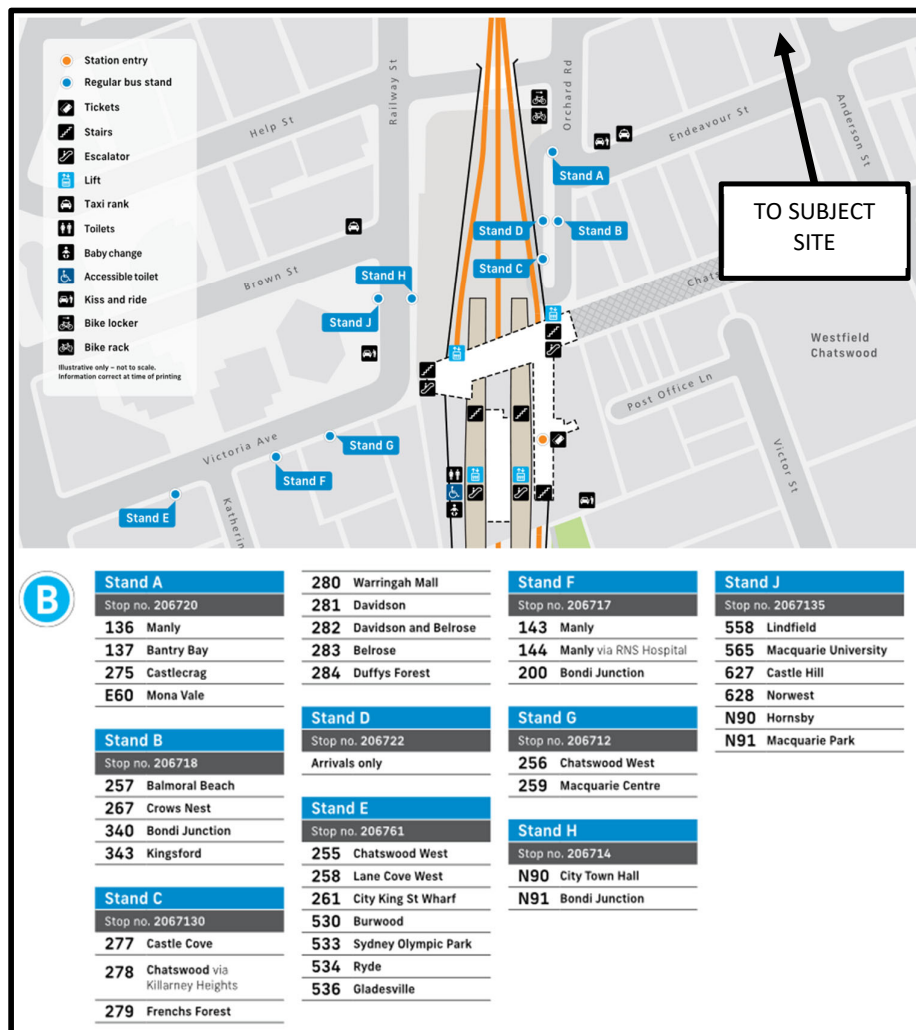 Station entry
Regular bus stand
Tickets
Stairs
Escalator
Lift
Taxi rank
Toilets
Baby change
Accessible toilet
Kiss and ride
Bike locker
Bike rack
Illustrative only – not to scale.
Information correct at time of printing
Help St
Railway St
Orchard Rd
Endeavour St
Anderson St
TO SUBJECT
SITE
Stand A
Stand D
Stand B
Stand C
Stand H
Stand J
Brown St
Westfield
Chatswood
Post Office Ln
Victor St
Victoria Ave
Stand G
Stand F
Stand E
B
Stand A
Stop no. 206720
136 Manly
137 Bantry Bay
275 Castlecrag
E60 Mona Vale
Stand B
Stop no. 206718
257 Balmoral Beach
267 Crows Nest
340 Bondi Junction
343 Kingsford
Stand C
Stop no. 2067130
277 Castle Cove
278 Chatswood via
Killarney Heights
279 Frenchs Forest
280 Warringah Mall
281 Davidson
282 Davidson and Belrose
283 Belrose
284 Duffys Forest
Stand D
Stop no. 206722
Arrivals only
Stand E
Stop no. 206761
255 Chatswood West
258 Lane Cove West
261 City King St Wharf
530 Burwood
533 Sydney Olympic Park
534 Ryde
536 Gladesville
Stand F
Stop no. 206717
143 Manly
144 Manly via RNS Hospital
200 Bondi Junction
Stand G
Stop no. 206712
256 Chatswood West
259 Macquarie Centre
Stand H
Stop no. 206714
N90 City Town Hall
N91 Bondi Junction
Stand J
Stop no. 2067135
558 Lindfield
565 Macquarie University
627 Castle Hill
628 Norwest
N90 Hornsby
N91 Macquarie Park